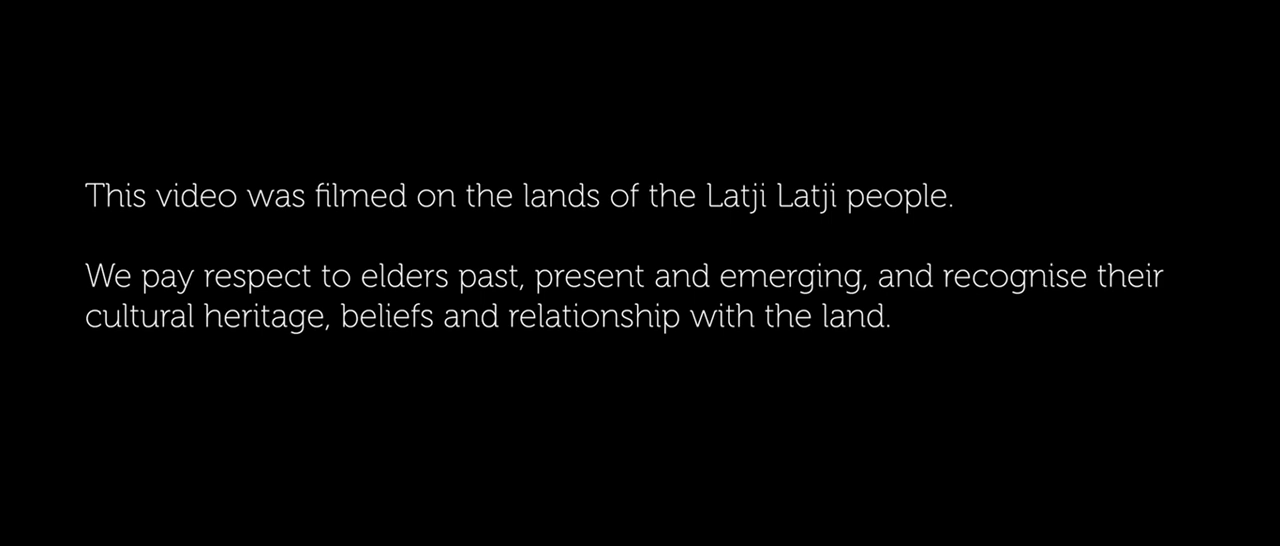 This video was filmed on the lands of the Latji Latji people.
We pay respect to elders past, present and emerging, and recognise their
cultural heritage, beliefs and relationship with the land.